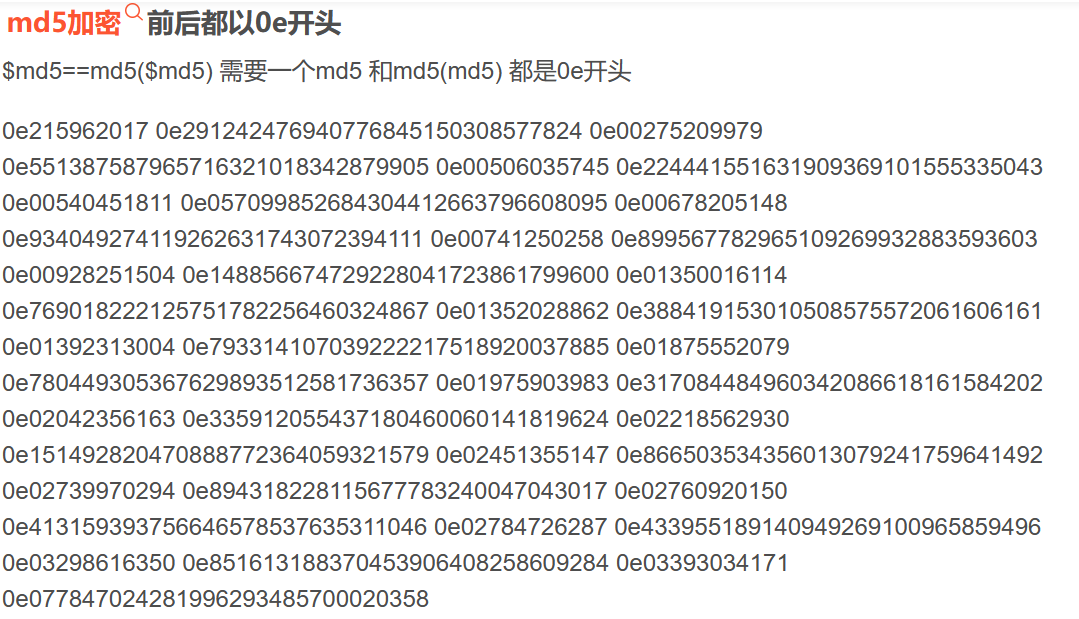 md5加密前后都以0e开头
$md5==md5($md5) 需要一个md5 和md5(md5) 都是0e开头
0e215962017 0e291242476940776845150308577824 0e00275209979
0e551387587965716321018342879905 0e00506035745 0e224441551631909369101555335043
0e00540451811 0e057099852684304412663796608095 0e00678205148
0e934049274119262631743072394111 0e00741250258 0e899567782965109269932883593603
0e00928251504 0e148856674729228041723861799600 0e01350016114
0e769018222125751782256460324867 0e01352028862 0e388419153010508575572061606161
0e01392313004 0e793314107039222217518920037885 0e01875552079
0e780449305367629893512581736357 0e01975903983 0e317084484960342086618161584202
0e02042356163 0e335912055437180460060141819624 0e02218562930
0e151492820470888772364059321579 0e02451355147 0e866503534356013079241759641492
0e02739970294 0e894318228115677783240047043017 0e02760920150
0e413159393756646578537635311046 0e02784726287 0e433955189140949269100965859496
0e03298616350 0e851613188370453906408258609284 0e03393034171
0e077847024281996293485700020358